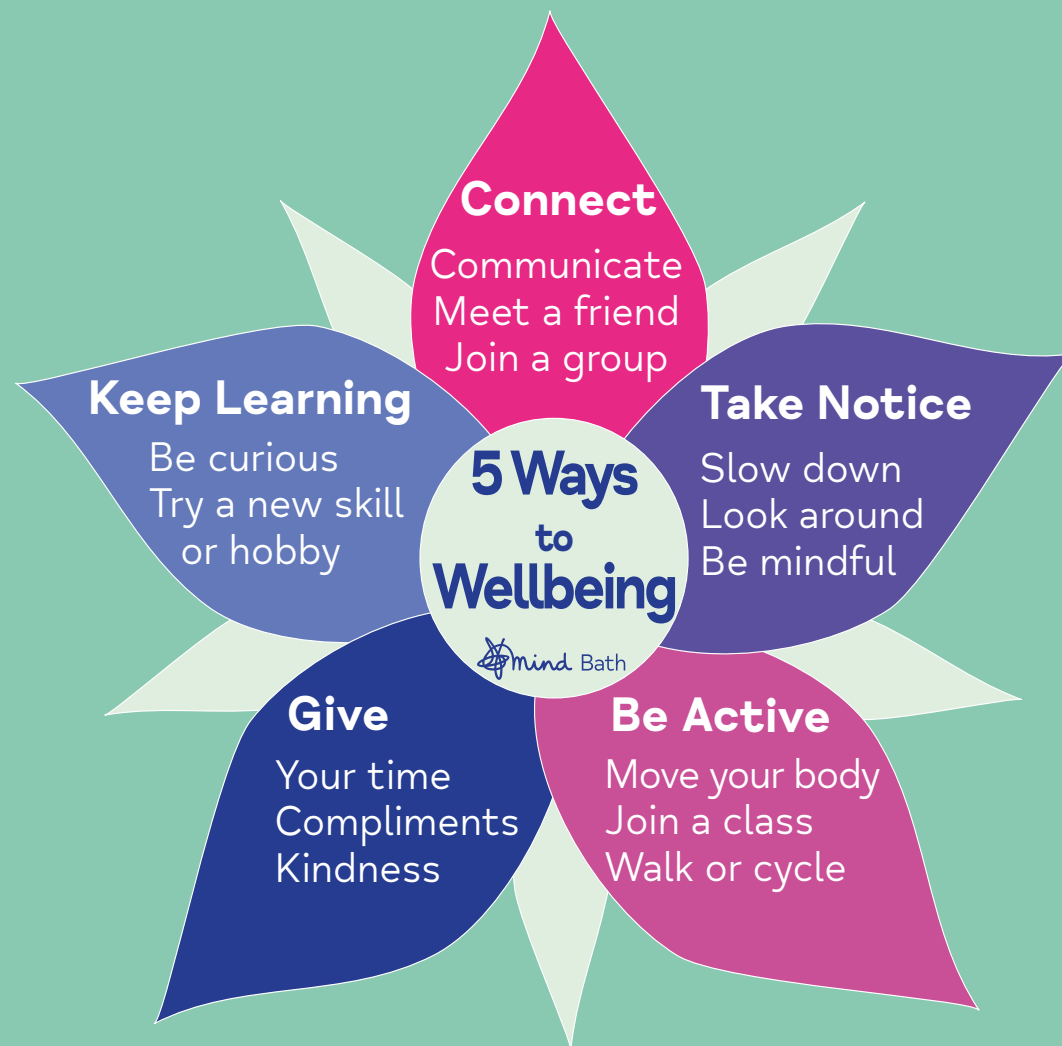 5 Ways
to
Wellbeing
mind Bath
Connect
Communicate
Meet a friend
Join a group
Take Notice
Slow down
Look around
Be mindful
Be Active
Move your body
Join a class
Walk or cycle
Give
Your time
Compliments
Kindness
Keep Learning
Be curious
Try a new skill
or hobby